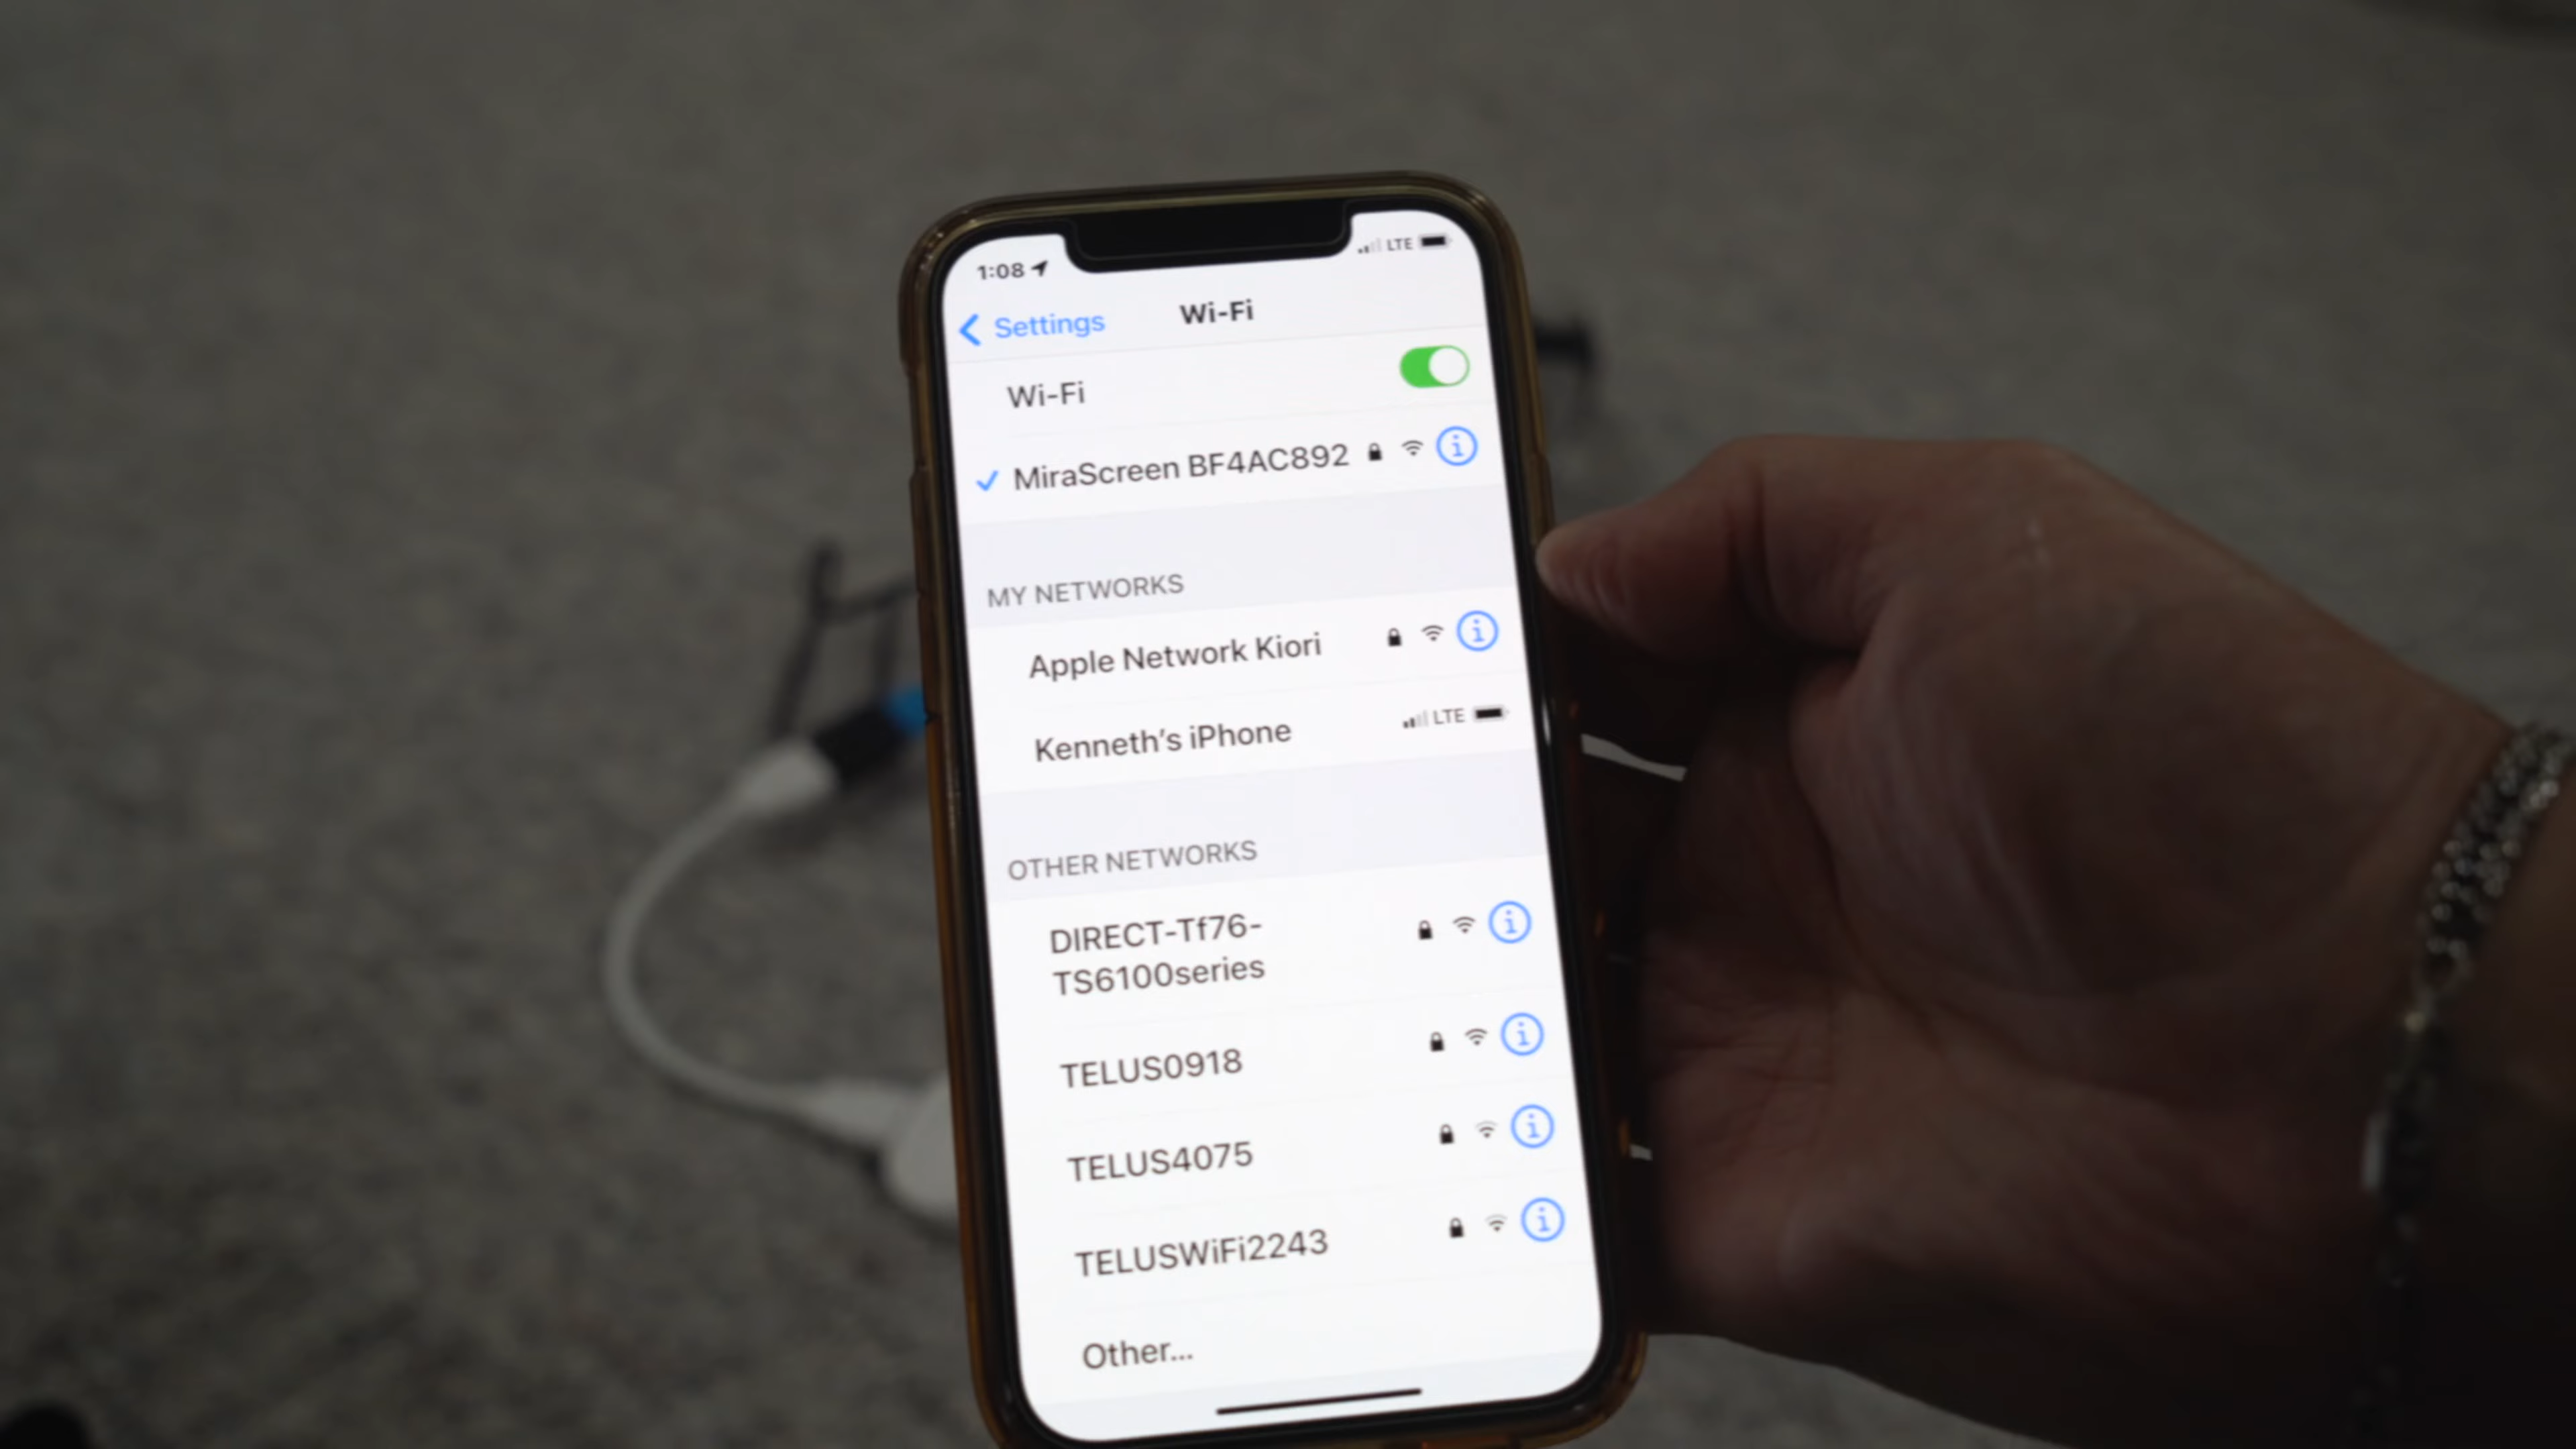 1:08 LTE
Settings Wi-Fi
Wi-Fi
MiraScreen BF4AC892
MY NETWORKS
Apple Network Kiori
Kenneth's iPhone LTE
OTHER NETWORKS
DIRECT-Tf76-
TS6100series
TELUS0918
TELUS4075
TELUSWiFi2243
Other...